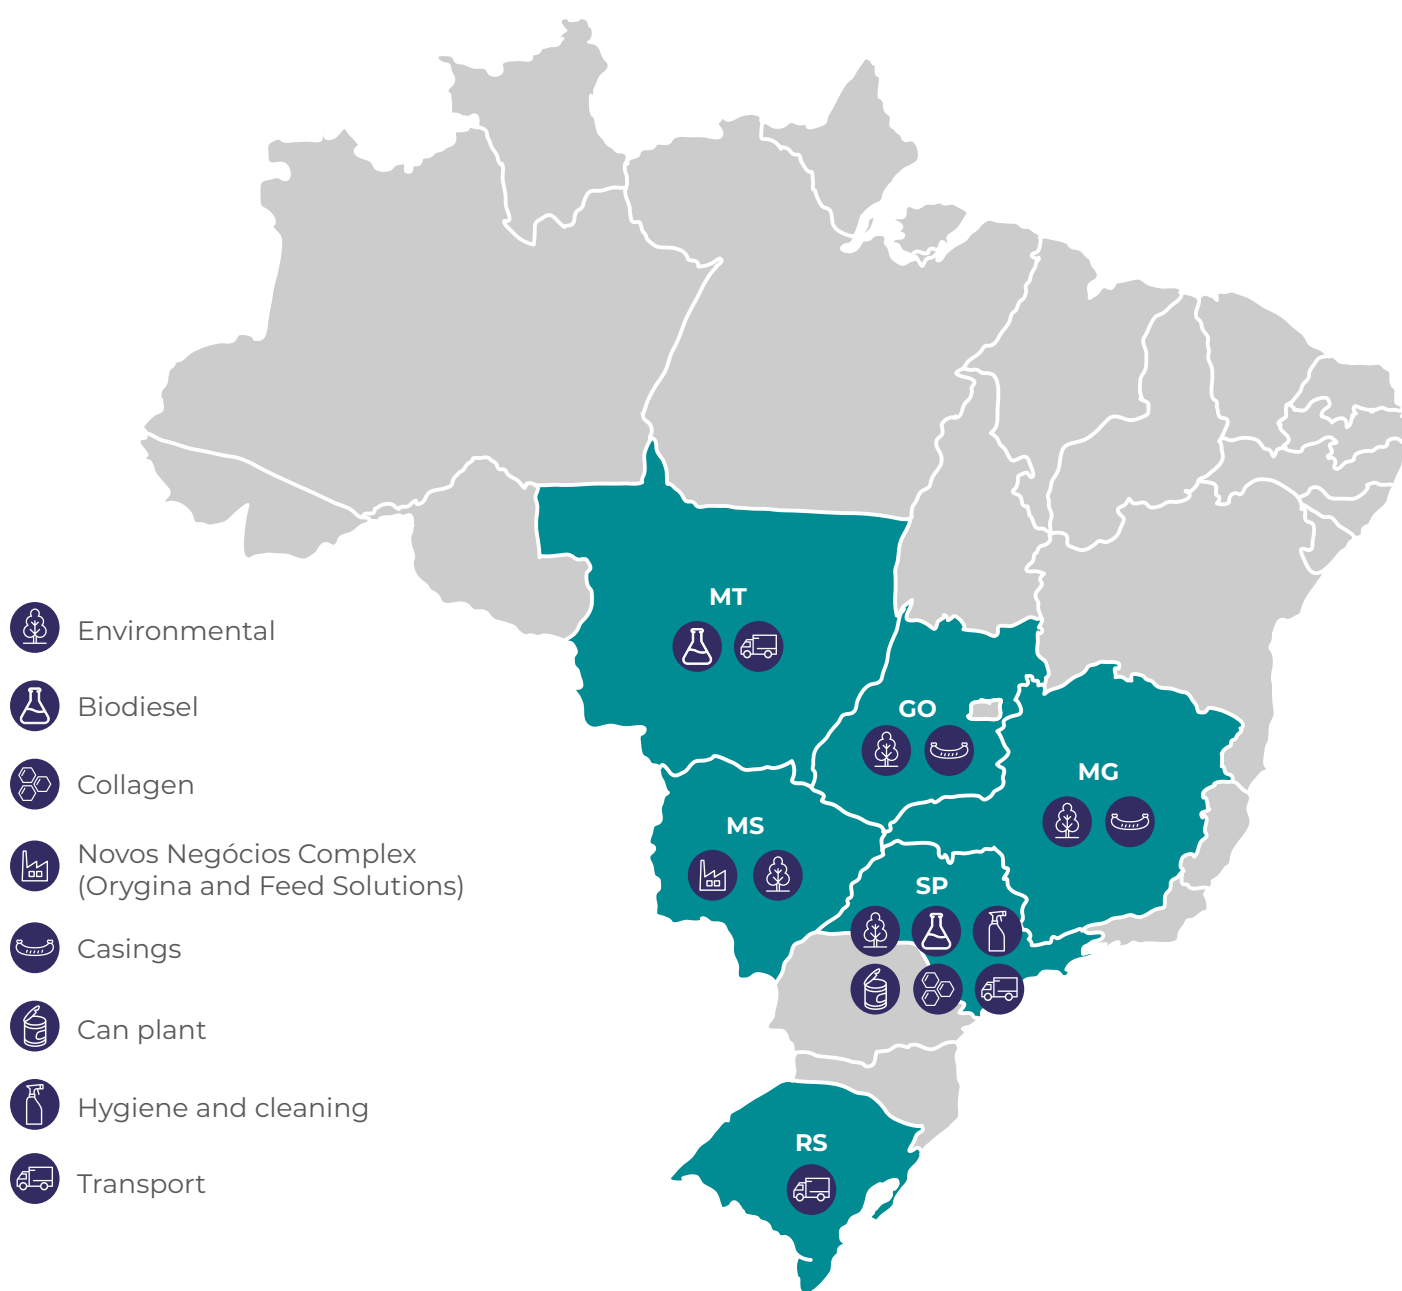 MT
GO
MG
MS
SP
RS
Environmental
Biodiesel
Collagen
Novos Negócios Complex
(Orygina and Feed Solutions)
Casings
Can plant
Hygiene and cleaning
Transport